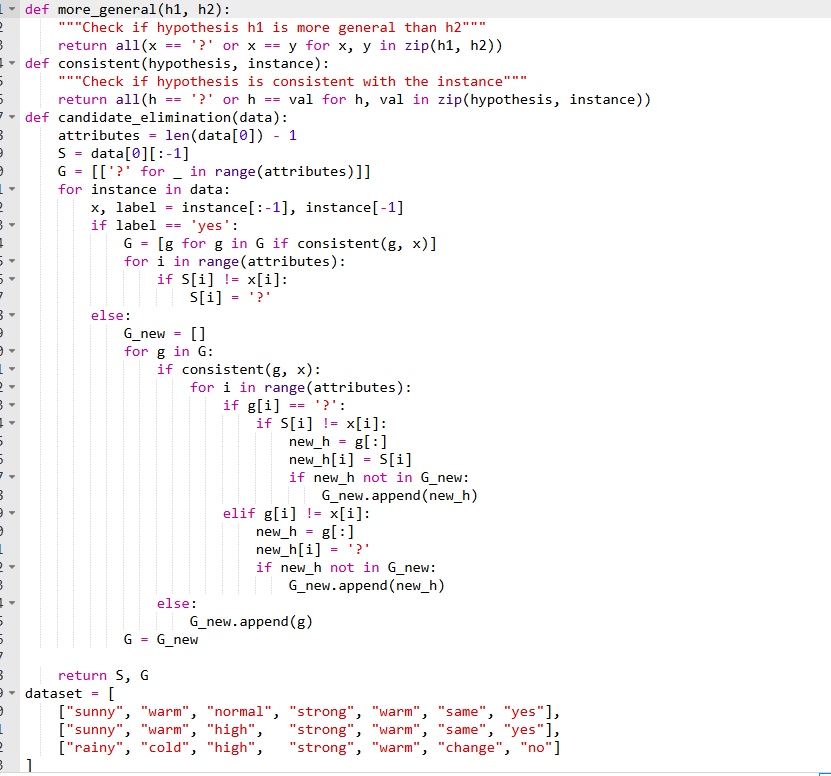 def more_general(h1, h2):
    """Check if hypothesis h1 is more general than h2"""
    return all(x == '?' or x == y for x, y in zip(h1, h2))
def consistent(hypothesis, instance):
    """Check if hypothesis is consistent with the instance"""
    return all(h == '?' or h == val for h, val in zip(hypothesis, instance))
def candidate_elimination(data):
    attributes = len(data[0]) - 1
    S = data[0][:-1]
    G = [['?' for _ in range(attributes)]]
    for instance in data:
        x, label = instance[:-1], instance[-1]
        if label == 'yes':
            G = [g for g in G if consistent(g, x)]
            for i in range(attributes):
                if S[i] != x[i]:
                    S[i] = '?'
        else:
            G_new = []
            for g in G:
                if consistent(g, x):
                    for i in range(attributes):
                        if g[i] == '?':
                            if S[i] != x[i]:
                                new_h = g[:]
                                new_h[i] = S[i]
                                if new_h not in G_new:
                                    G_new.append(new_h)
                        elif g[i] != x[i]:
                            new_h = g[:]
                            new_h[i] = '?'
                            if new_h not in G_new:
                                G_new.append(new_h)
                else:
                    G_new.append(g)
            G = G_new

    return S, G
dataset = [
    ["sunny", "warm", "normal", "strong", "warm", "same", "yes"],
    ["sunny", "warm", "high",   "strong", "warm", "same", "yes"],
    ["rainy", "cold", "high",   "strong", "warm", "change", "no"]
]